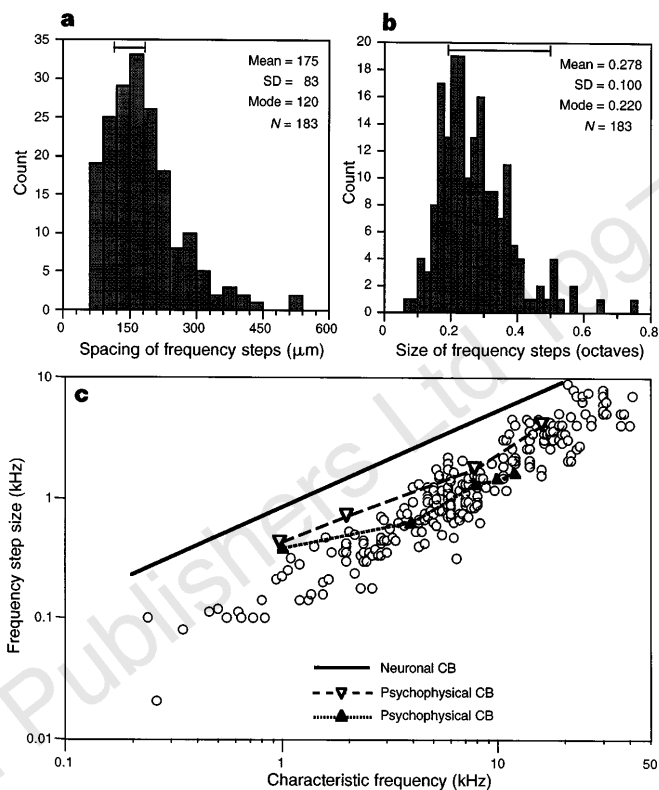 a
35
30
25
20
15
10
5
0
Count
Mean = 175
SD = 83
Mode = 120
N = 183
0 150 300 450 600
Spacing of frequency steps (μm)
b
20
18
16
14
12
10
8
6
4
2
0
Count
Mean = 0.278
SD = 0.100
Mode = 0.220
N = 183
0 0.2 0.4 0.6 0.8
Size of frequency steps (octaves)
c
10
1
0.1
0.01
Frequency step size (kHz)
Neuronal CB
Psychophysical CB
Psychophysical CB
0.1 1 10 50
Characteristic frequency (kHz)
Publishers Ltd 1997